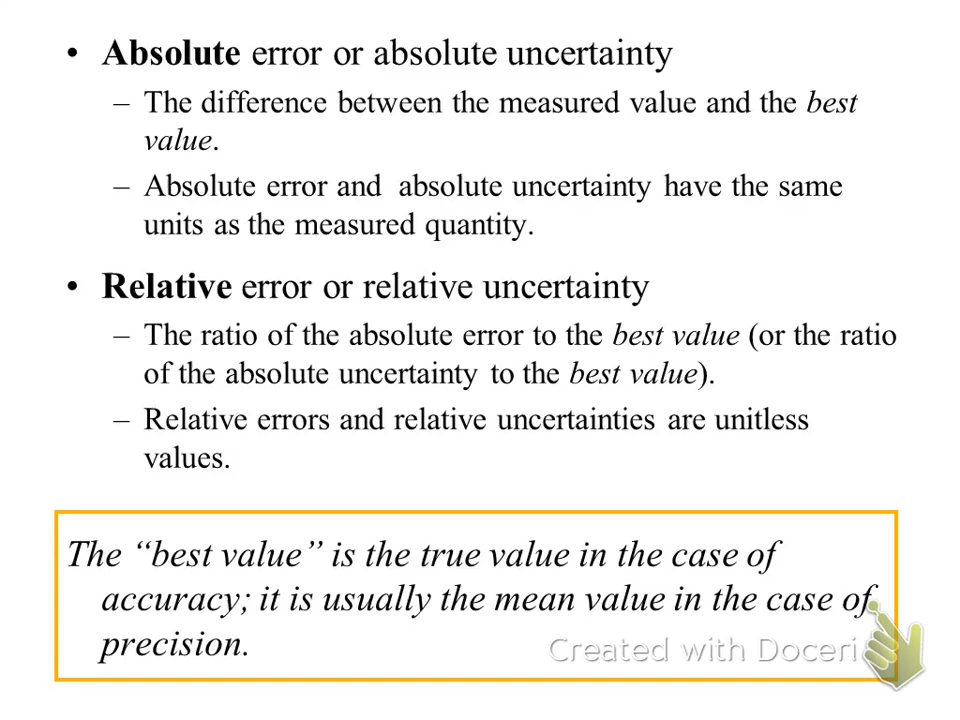 • Absolute error or absolute uncertainty
– The difference between the measured value and the best
value.
– Absolute error and absolute uncertainty have the same
units as the measured quantity.
• Relative error or relative uncertainty
– The ratio of the absolute error to the best value (or the ratio
of the absolute uncertainty to the best value).
– Relative errors and relative uncertainties are unitless
values.
The “best value” is the true value in the case of
accuracy; it is usually the mean value in the case of
precision.
Created with Doceri